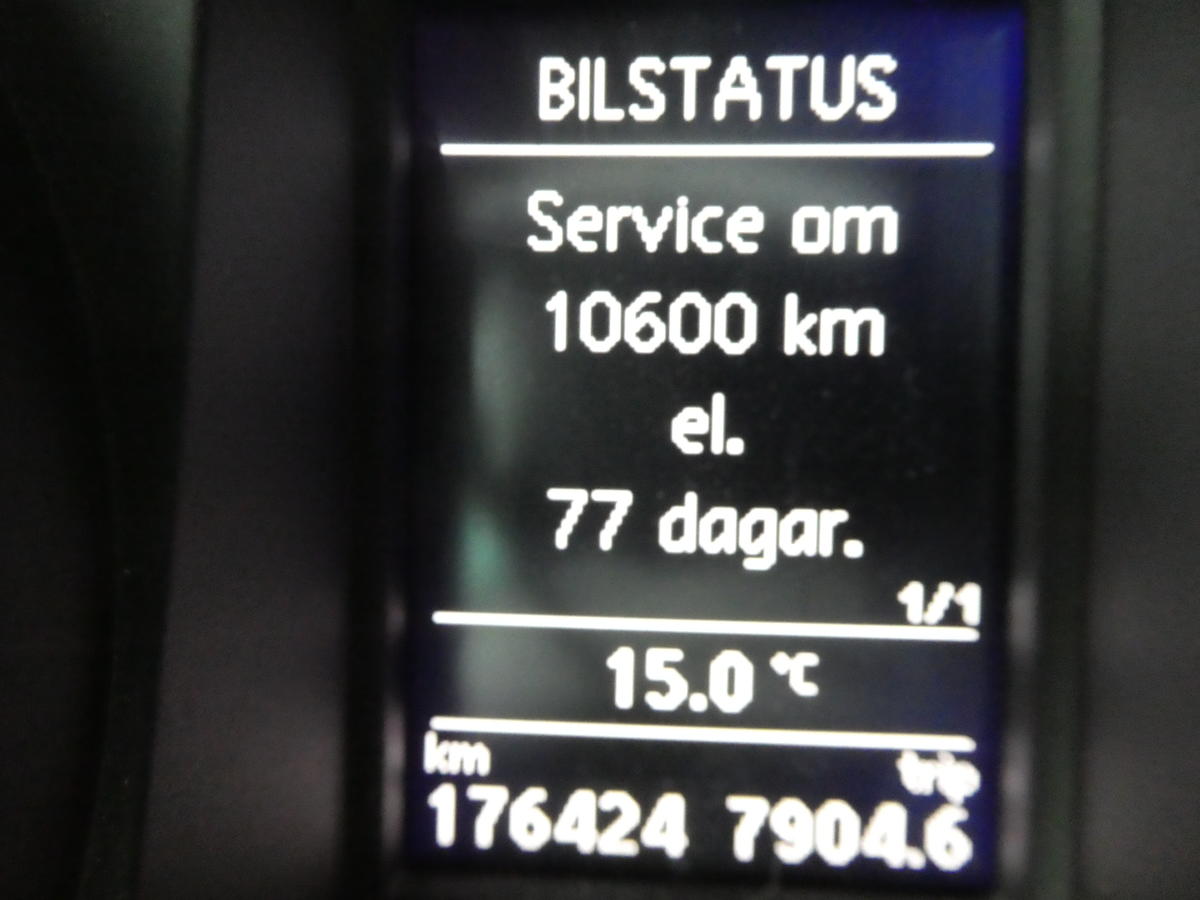 BILSTATUS
Service om
10600 km
el.
77 dagar.
1/1
15.0 °C
km trip
176424 7904.6